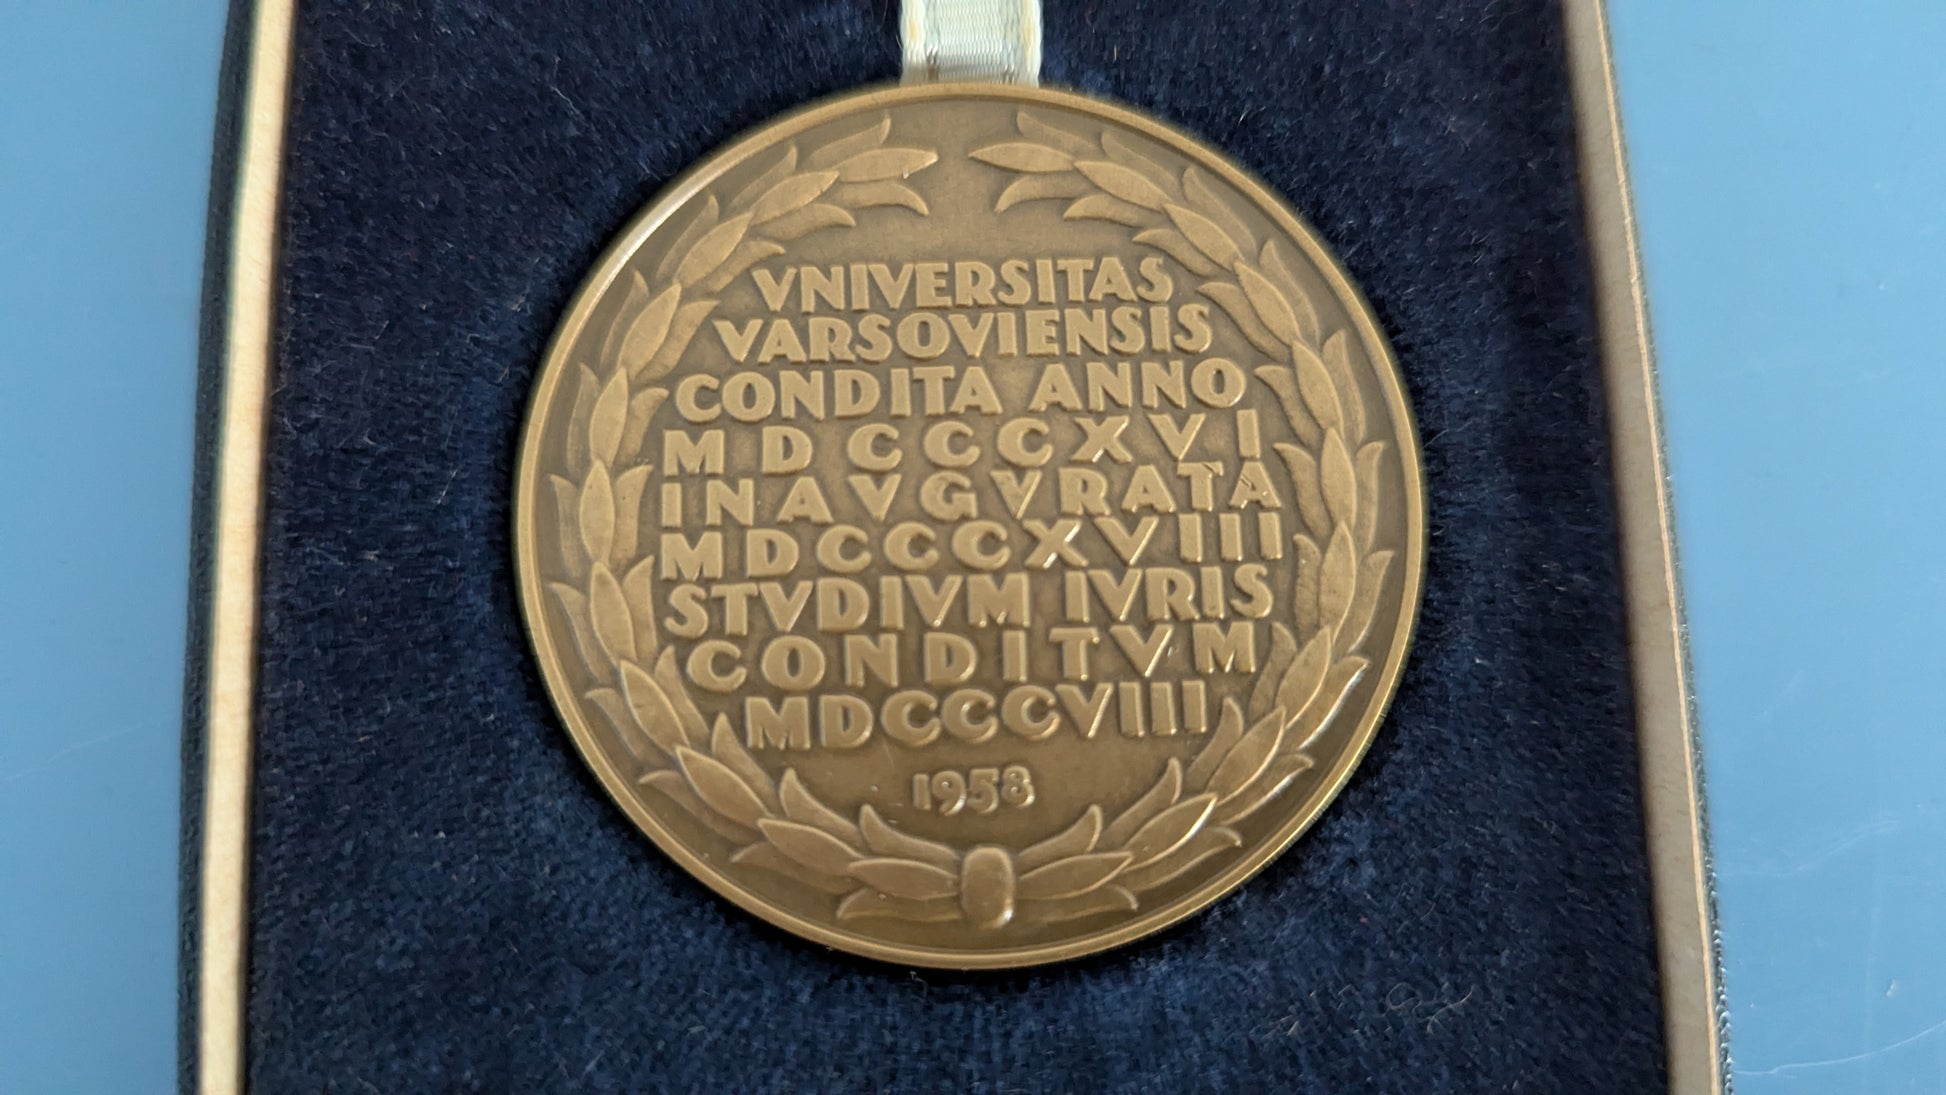 VNIVERSITAS
VARSOVIENSIS
CONDITA ANNO
MDCCCXVI
INAVGVRATA
MDCCCXVIII
STVDIVM IVRIS
CONDITVM
MDCCCVIII
1958